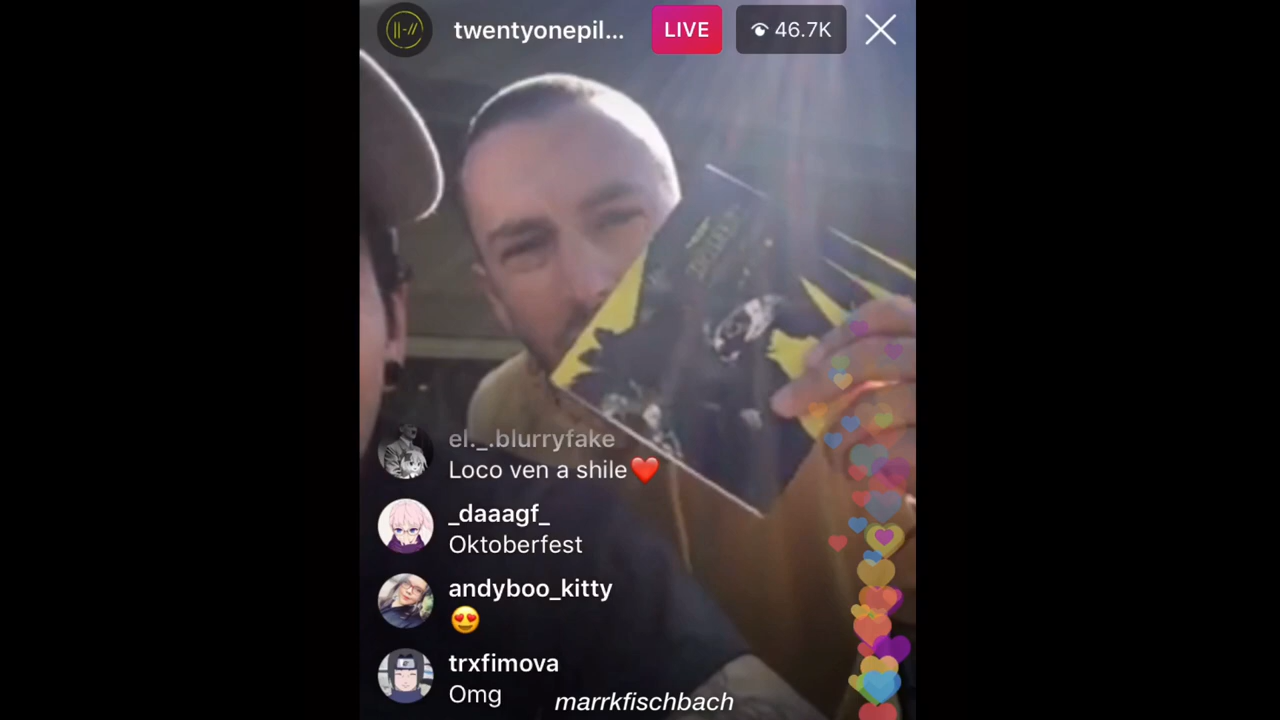 twentyonepil...
LIVE
46.7K
el._.blurryfake
Loco ven a shile❤️
_daaagf_
Oktoberfest
andyboo_kitty
😍
trxfimova
Omg
marrkfischbach